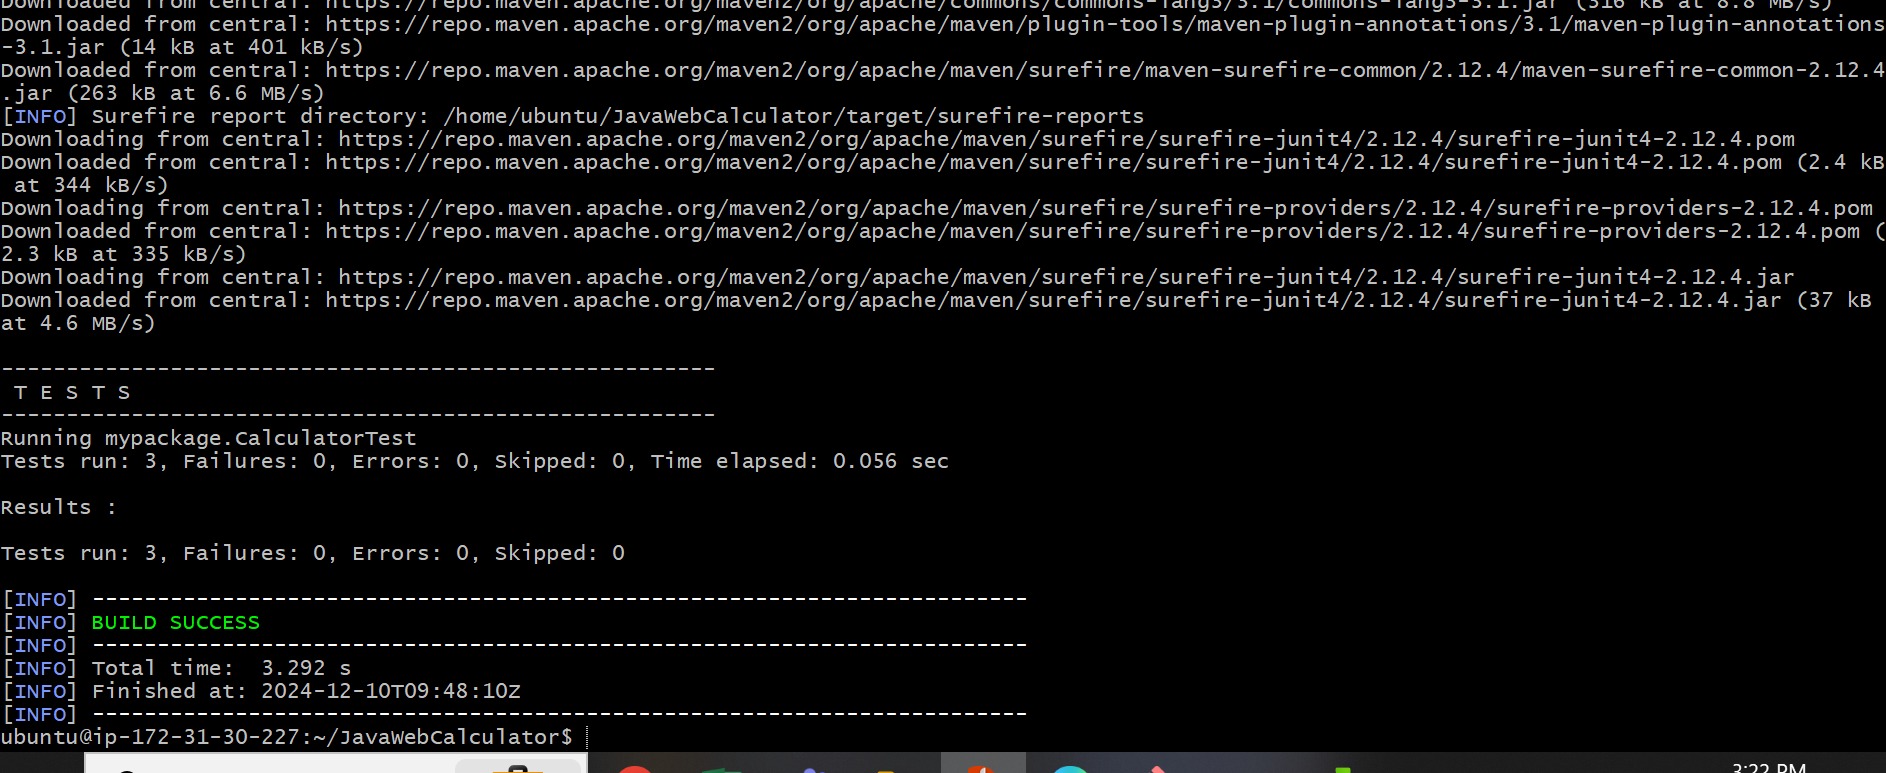 Downloaded from central: https://repo.maven.apache.org/maven2/org/apache/commons/commons-lang3/3.1/commons-lang3-3.1.jar (316 kB at 8.8 MB/s)
Downloaded from central: https://repo.maven.apache.org/maven2/org/apache/maven/plugin-tools/maven-plugin-annotations/3.1/maven-plugin-annotations
-3.1.jar (14 kB at 401 kB/s)
Downloaded from central: https://repo.maven.apache.org/maven2/org/apache/maven/surefire/maven-surefire-common/2.12.4/maven-surefire-common-2.12.4
.jar (263 kB at 6.6 MB/s)
[INFO] Surefire report directory: /home/ubuntu/JavaWebCalculator/target/surefire-reports
Downloading from central: https://repo.maven.apache.org/maven2/org/apache/maven/surefire/surefire-junit4/2.12.4/surefire-junit4-2.12.4.pom
Downloaded from central: https://repo.maven.apache.org/maven2/org/apache/maven/surefire/surefire-junit4/2.12.4/surefire-junit4-2.12.4.pom (2.4 kB
 at 344 kB/s)
Downloading from central: https://repo.maven.apache.org/maven2/org/apache/maven/surefire/surefire-providers/2.12.4/surefire-providers-2.12.4.pom
Downloaded from central: https://repo.maven.apache.org/maven2/org/apache/maven/surefire/surefire-providers/2.12.4/surefire-providers-2.12.4.pom (
2.3 kB at 335 kB/s)
Downloading from central: https://repo.maven.apache.org/maven2/org/apache/maven/surefire/surefire-junit4/2.12.4/surefire-junit4-2.12.4.jar
Downloaded from central: https://repo.maven.apache.org/maven2/org/apache/maven/surefire/surefire-junit4/2.12.4/surefire-junit4-2.12.4.jar (37 kB
at 4.6 MB/s)
-------------------------------------------------------
 T E S T S
-------------------------------------------------------
Running mypackage.CalculatorTest
Tests run: 3, Failures: 0, Errors: 0, Skipped: 0, Time elapsed: 0.056 sec
Results :
Tests run: 3, Failures: 0, Errors: 0, Skipped: 0
[INFO] ------------------------------------------------------------------------
[INFO] BUILD SUCCESS
[INFO] ------------------------------------------------------------------------
[INFO] Total time:  3.292 s
[INFO] Finished at: 2024-12-10T09:48:10Z
[INFO] ------------------------------------------------------------------------
ubuntu@ip-172-31-30-227:~/JavaWebCalculator$
3:22 PM